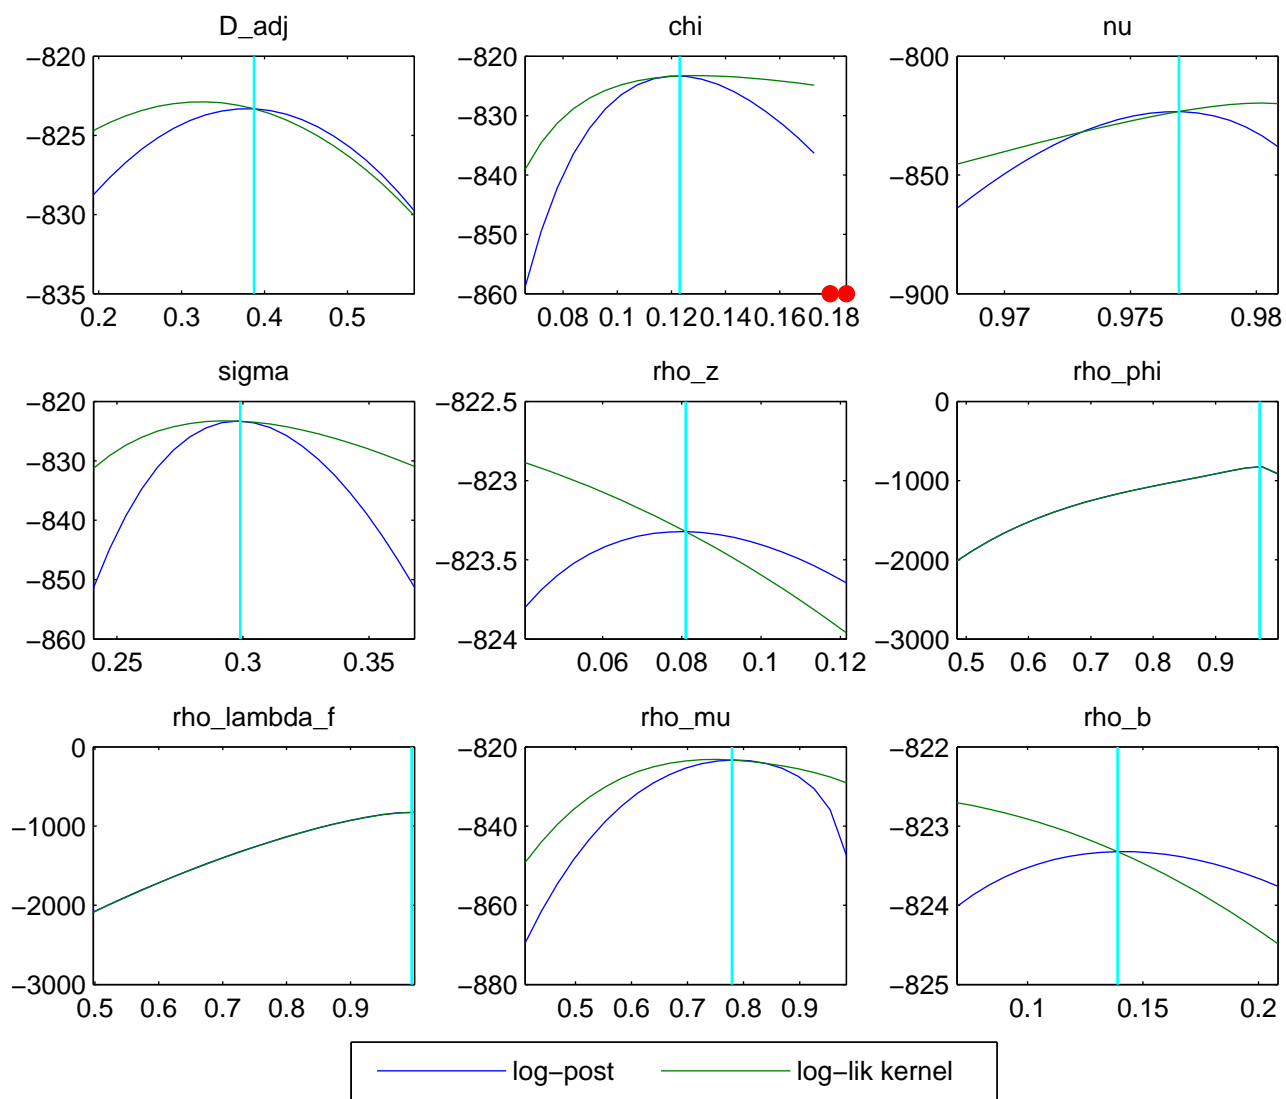 D_adj
−820
−825
−830
−835
0.2 0.3 0.4 0.5
chi
−820
−830
−840
−850
−860
0.08 0.1 0.12 0.14 0.16 0.18
nu
−800
−850
−900
0.97 0.975 0.98
sigma
−820
−830
−840
−850
−860
0.25 0.3 0.35
rho_z
−822.5
−823
−823.5
−824
0.06 0.08 0.1 0.12
rho_phi
0
−1000
−2000
−3000
0.5 0.6 0.7 0.8 0.9
rho_lambda_f
0
−1000
−2000
−3000
0.5 0.6 0.7 0.8 0.9
rho_mu
−820
−840
−860
−880
0.5 0.6 0.7 0.8 0.9
rho_b
−822
−823
−824
−825
0.1 0.15 0.2
log−post log−lik kernel